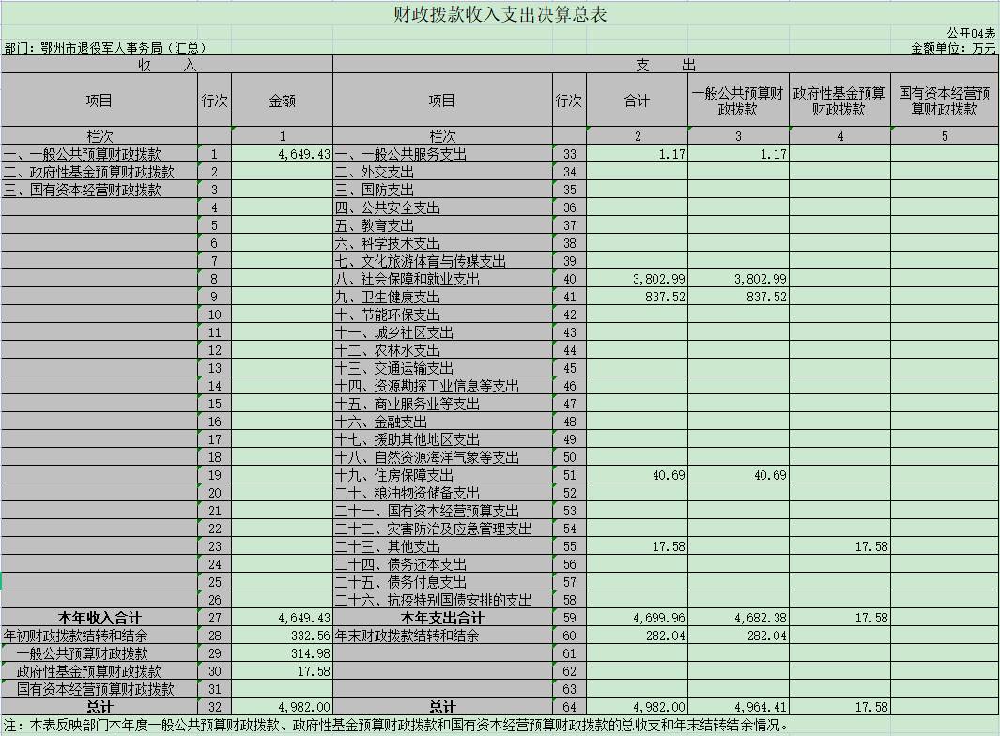 财政拨款收入支出决算总表
公开04表
部门：鄂州市退役军人事务局（汇总） 金额单位：万元
收 入 支 出
项目 行次 金额 项目 行次 合计 一般公共预算财政拨款 政府性基金预算财政拨款 国有资本经营预算财政拨款
栏次 1 栏次 2 3 4 5
一、一般公共预算财政拨款 1 4,649.43 一、一般公共服务支出 33 1.17 1.17
二、政府性基金预算财政拨款 2 二、外交支出 34
三、国有资本经营财政拨款 3 三、国防支出 35
4 四、公共安全支出 36
5 五、教育支出 37
6 六、科学技术支出 38
7 七、文化旅游体育与传媒支出 39
8 八、社会保障和就业支出 40 3,802.99 3,802.99
9 九、卫生健康支出 41 837.52 837.52
10 十、节能环保支出 42
11 十一、城乡社区支出 43
12 十二、农林水支出 44
13 十三、交通运输支出 45
14 十四、资源勘探工业信息等支出 46
15 十五、商业服务业等支出 47
16 十六、金融支出 48
17 十七、援助其他地区支出 49
18 十八、自然资源海洋气象等支出 50
19 十九、住房保障支出 51 40.69 40.69
20 二十、粮油物资储备支出 52
21 二十一、国有资本经营预算支出 53
22 二十二、灾害防治及应急管理支出 54
23 二十三、其他支出 55 17.58 17.58
24 二十四、债务还本支出 56
25 二十五、债务付息支出 57
26 二十六、抗疫特别国债安排的支出 58
本年收入合计 27 4,649.43 本年支出合计 59 4,699.96 4,682.38 17.58
年初财政拨款结转和结余 28 332.56 年末财政拨款结转和结余 60 282.04 282.04
一般公共预算财政拨款 29 314.98 61
政府性基金预算财政拨款 30 17.58 62
国有资本经营预算财政拨款 31 63
总计 32 4,982.00 总计 64 4,982.00 4,964.41 17.58
注：本表反映部门本年度一般公共预算财政拨款、政府性基金预算财政拨款和国有资本经营预算财政拨款的总收支和年末结转结余情况。